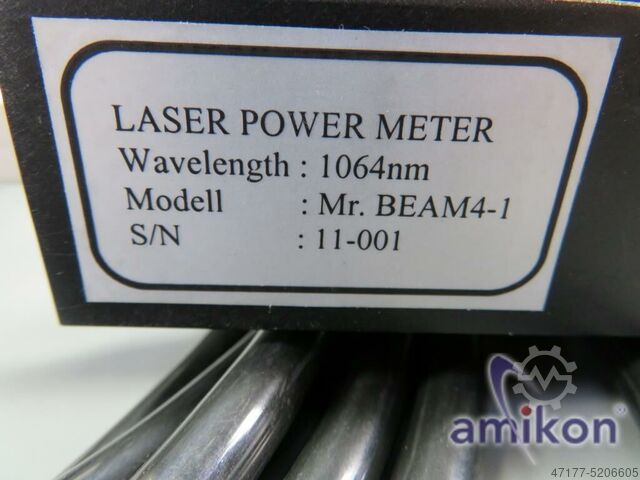 LASER POWER METER
Wavelength : 1064nm
Modell : Mr. BEAM4-1
S/N : 11-001
amikon
47177-5206605